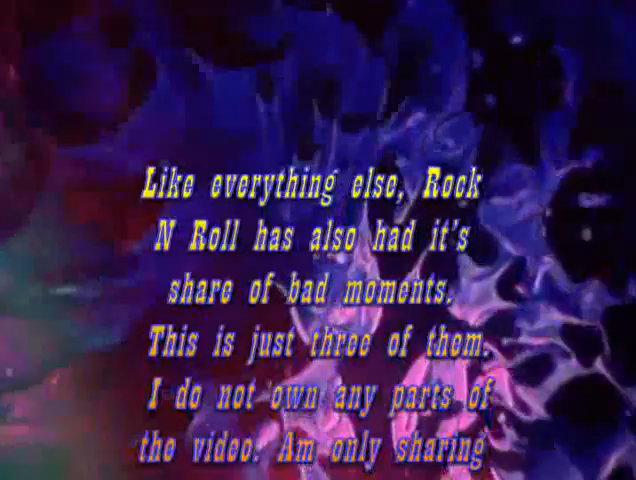 Like everything else, Rock
N Roll has also had it's
share of bad moments.
This is just three of them.
I do not own any parts of
the video. Am only sharing